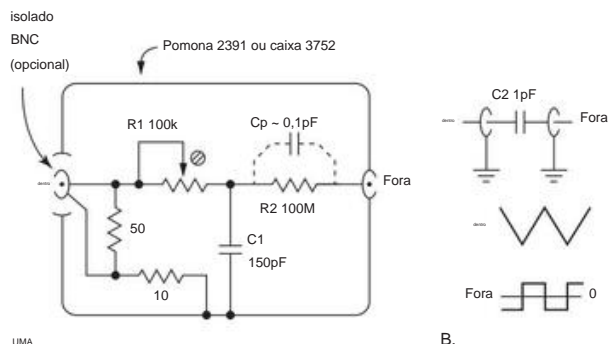 isolado
BNC
(opcional)
Pomona 2391 ou caixa 3752
R1 100k
Cp ~ 0,1pF
dentro
Fora
R2 100M
50
C1
150pF
10
UMA
C2 1pF
Fora
Fora
0
B.